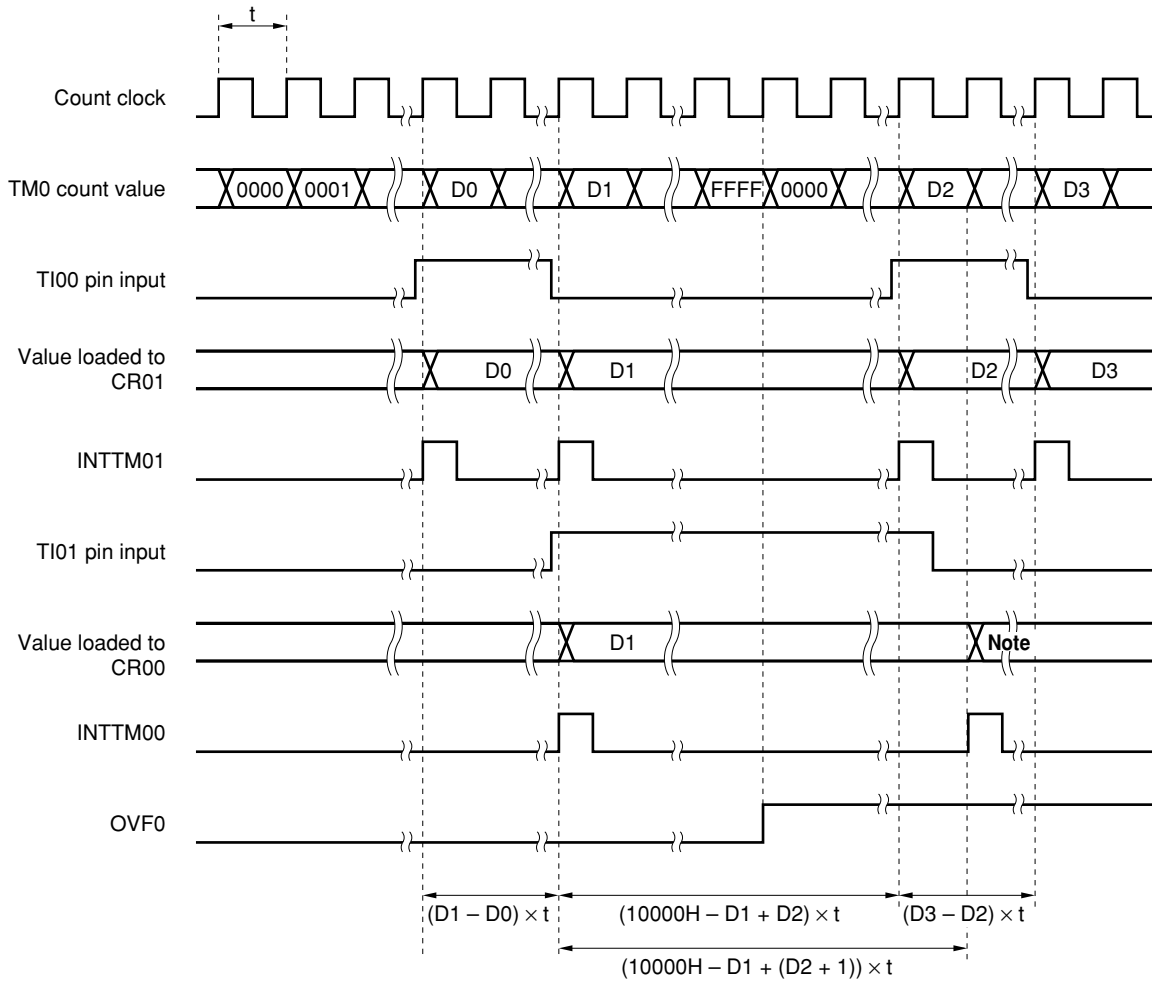 t
Count clock
TM0 count value
0000 0001 D0 D1 FFFF 0000 D2 D3
TI00 pin input
Value loaded to
CR01
D0 D1 D2 D3
INTTM01
TI01 pin input
Value loaded to
CR00
D1 Note
INTTM00
OVF0
(D1 – D0) × t (10000H – D1 + D2) × t (D3 – D2) × t
(10000H – D1 + (D2 + 1)) × t